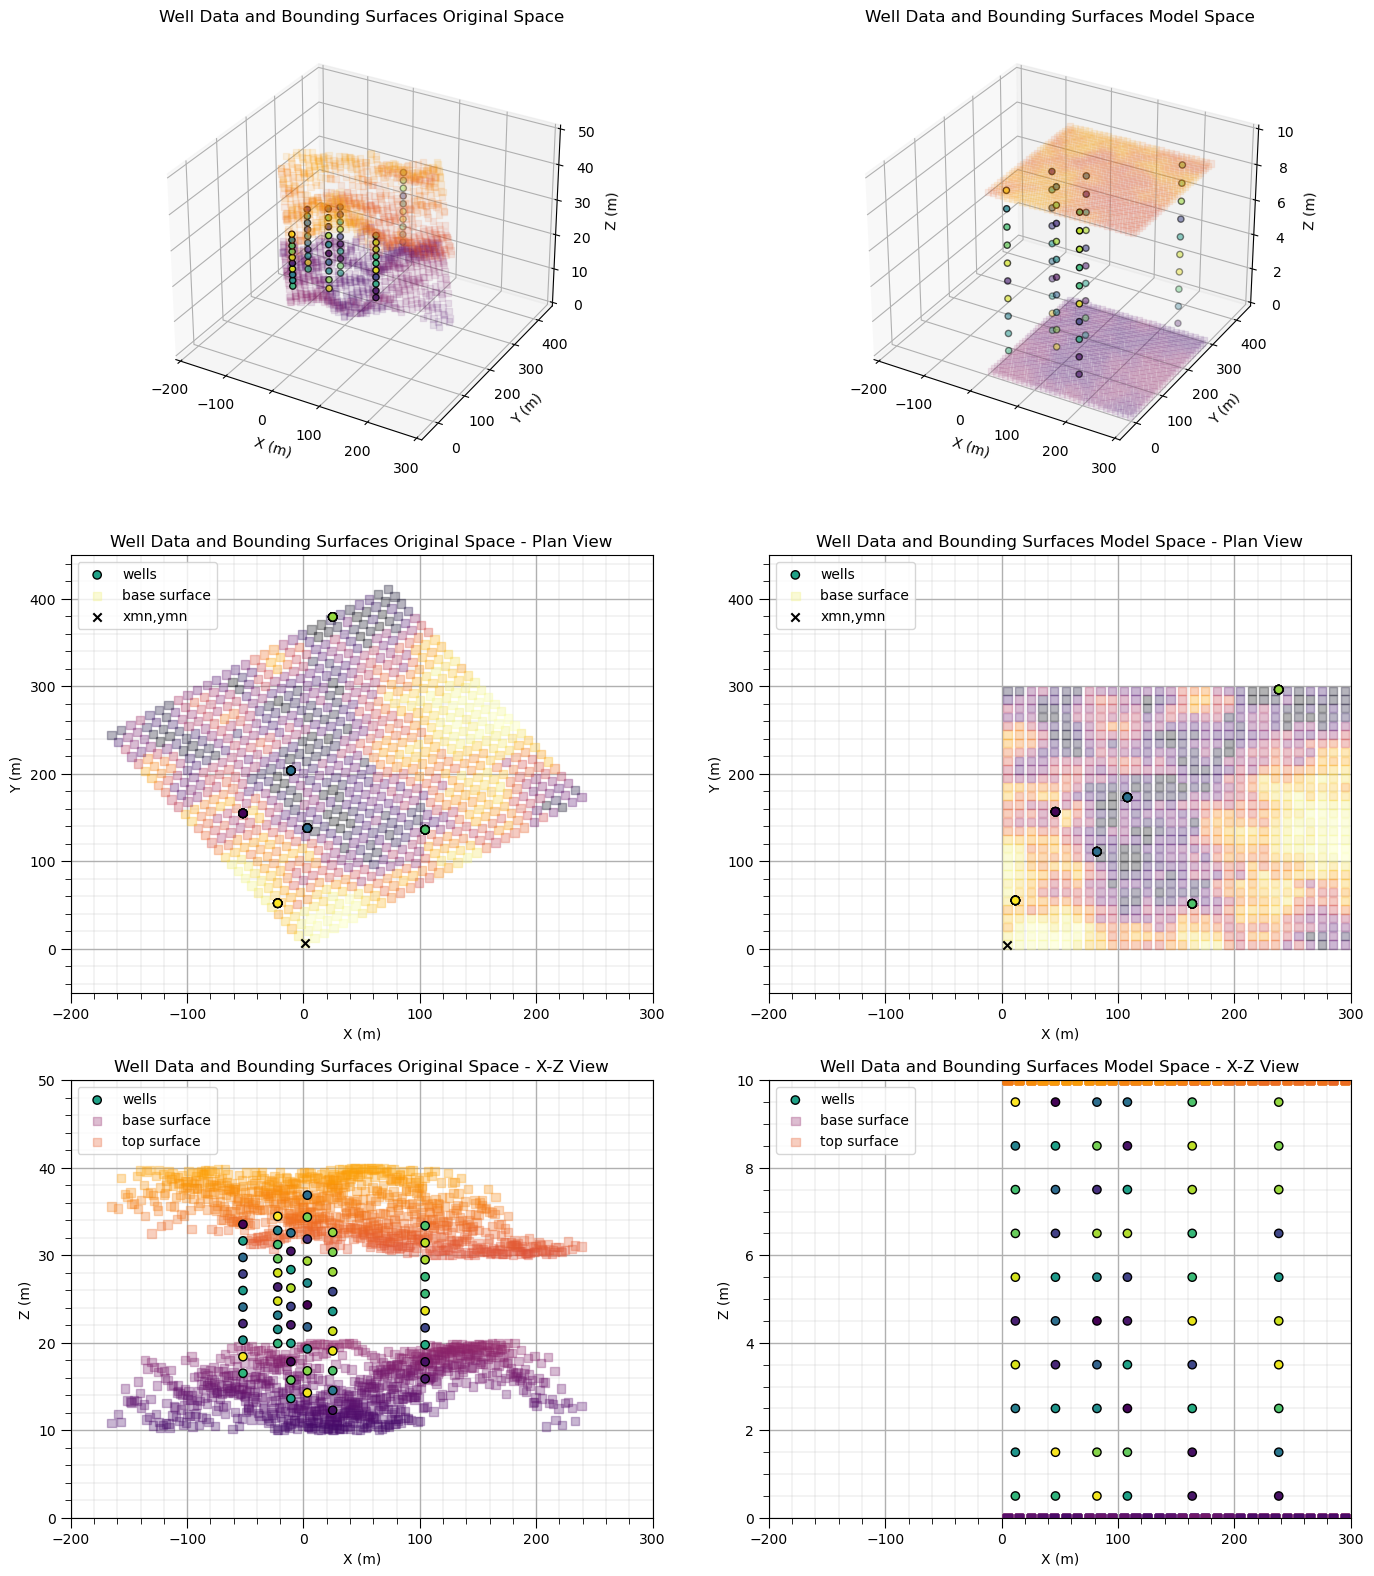 Well Data and Bounding Surfaces Original Space
50
40
30
20
10
0
Z (m)
400
300
200
100
0
Y (m)
−200
−100
0
100
200
300
X (m)
Well Data and Bounding Surfaces Model Space
10
8
6
4
2
0
Z (m)
400
300
200
100
0
Y (m)
−200
−100
0
100
200
300
X (m)
Well Data and Bounding Surfaces Original Space - Plan View
wells
base surface
xmn,ymn
400
300
200
100
0
Y (m)
−200 −100 0 100 200 300
X (m)
Well Data and Bounding Surfaces Model Space - Plan View
wells
base surface
xmn,ymn
400
300
200
100
0
Y (m)
−200 −100 0 100 200 300
X (m)
Well Data and Bounding Surfaces Original Space - X-Z View
wells
base surface
top surface
50
40
30
20
10
0
Z (m)
−200 −100 0 100 200 300
X (m)
Well Data and Bounding Surfaces Model Space - X-Z View
wells
base surface
top surface
10
8
6
4
2
0
Z (m)
−200 −100 0 100 200 300
X (m)